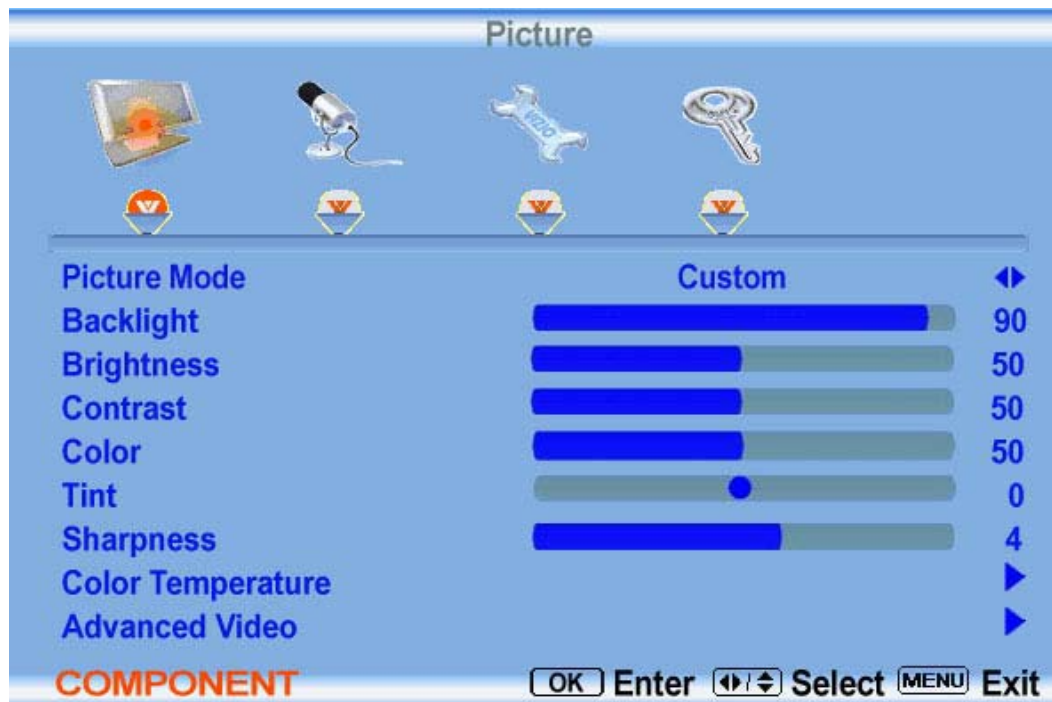 Picture
VIZIO
Picture Mode Custom
Backlight 90
Brightness 50
Contrast 50
Color 50
Tint 0
Sharpness 4
Color Temperature
Advanced Video
COMPONENT OK Enter / Select MENU Exit